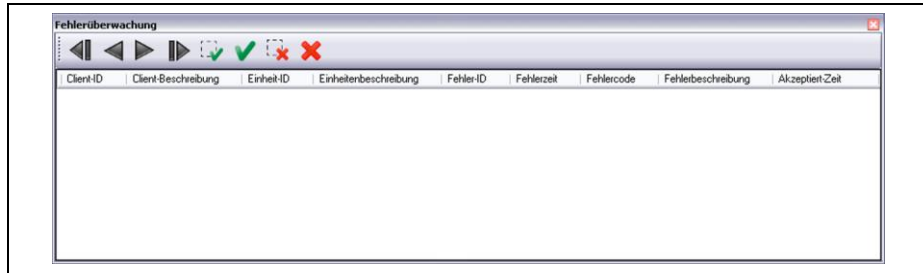 Fehlerüberwachung
Client-ID Client-Beschreibung Einheit-ID Einheitenbeschreibung Fehler-ID Fehlerzeit Fehlercode Fehlerbeschreibung Akzeptiert-Zeit